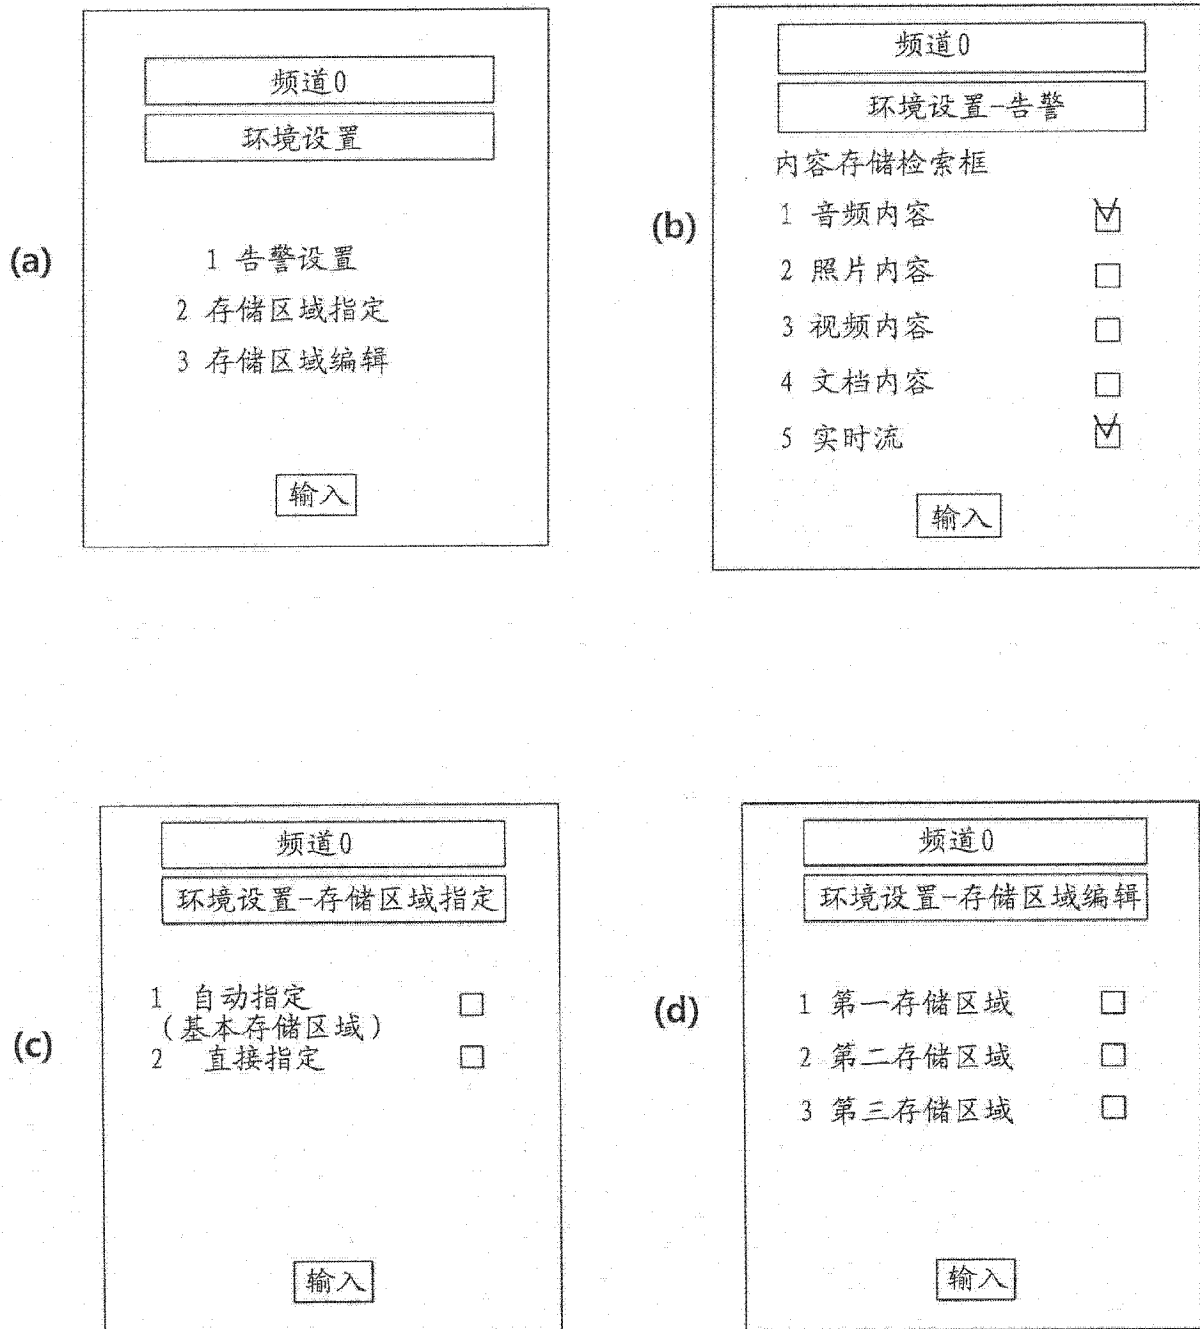 (a)
频道0
环境设置
1 告警设置
2 存储区域指定
3 存储区域编辑
输入
(b)
频道0
环境设置-告警
内容存储检索框
1 音频内容
2 照片内容
3 视频内容
4 文档内容
5 实时流
输入
(c)
频道0
环境设置-存储区域指定
1 自动指定
(基本存储区域)
2 直接指定
输入
(d)
频道0
环境设置-存储区域编辑
1 第一存储区域
2 第二存储区域
3 第三存储区域
输入